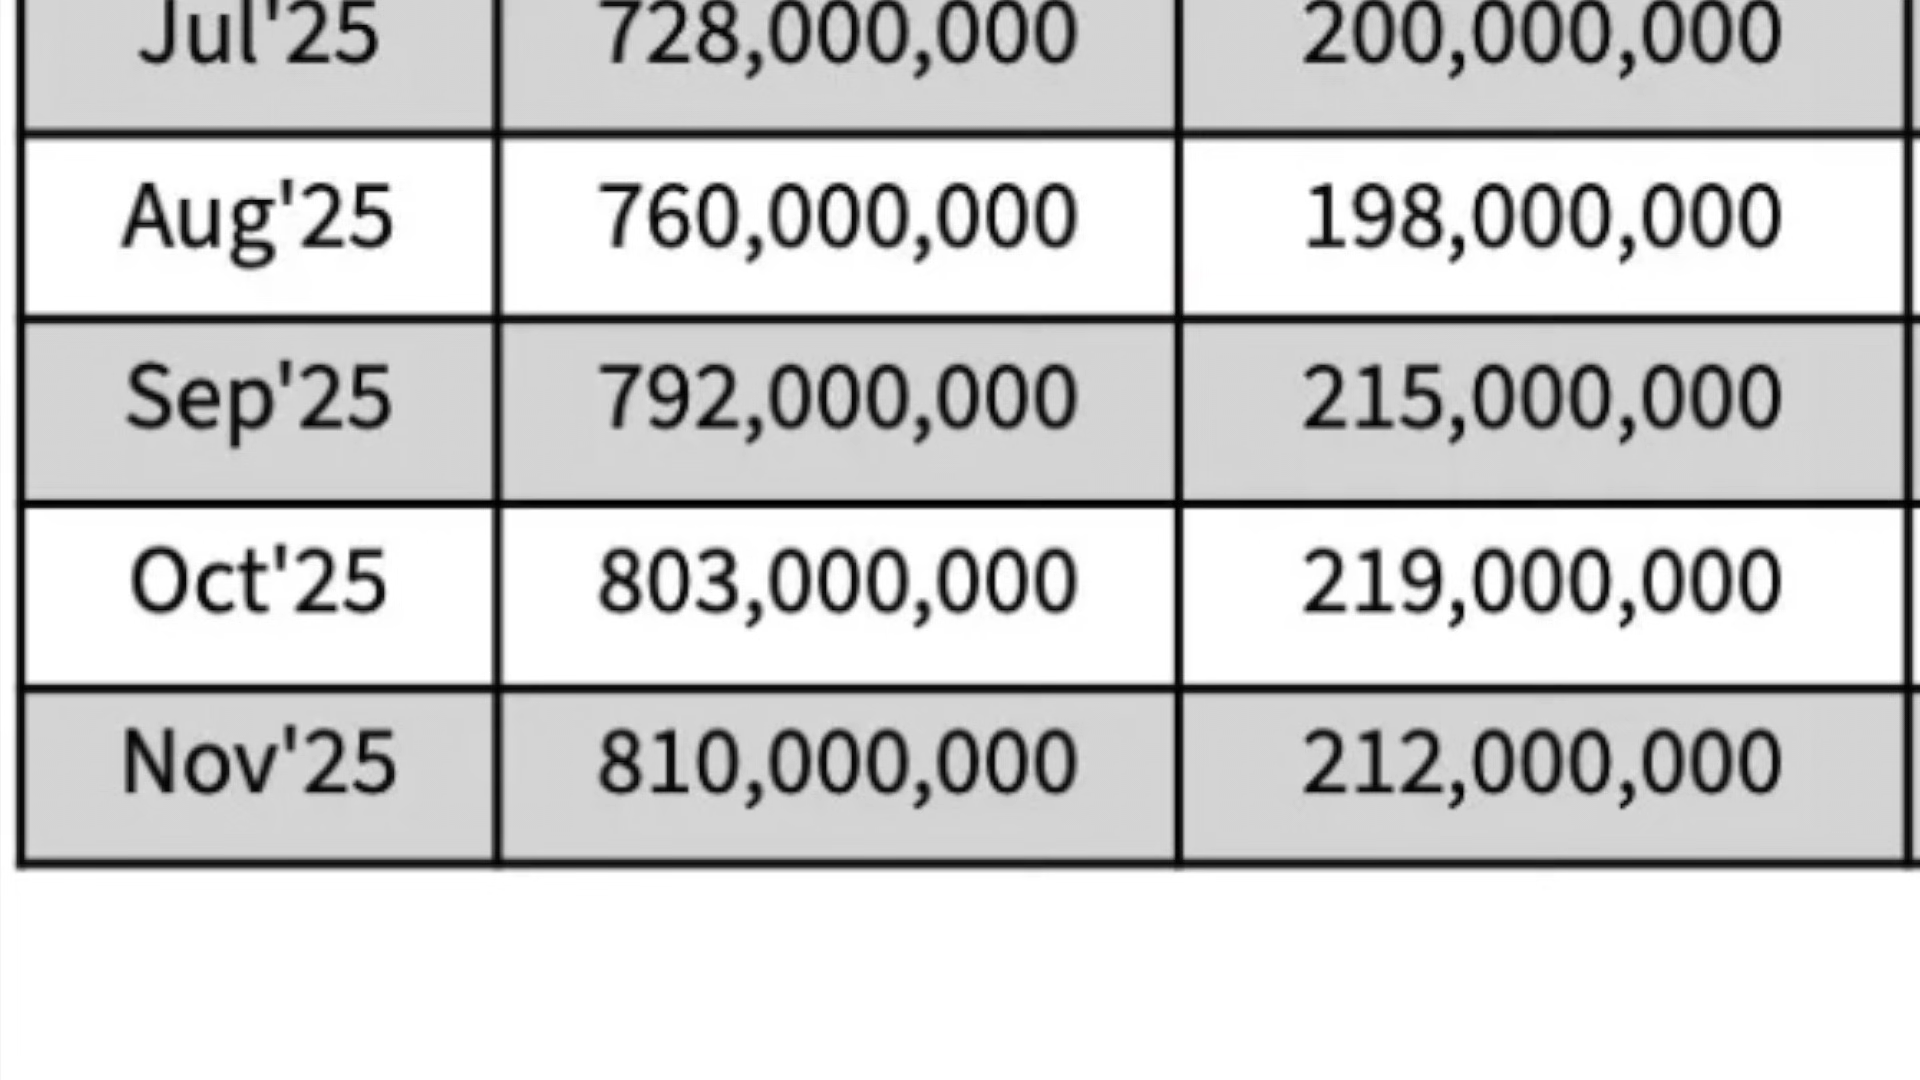 Jul'25 728,000,000 200,000,000
Aug'25 760,000,000 198,000,000
Sep'25 792,000,000 215,000,000
Oct'25 803,000,000 219,000,000
Nov'25 810,000,000 212,000,000